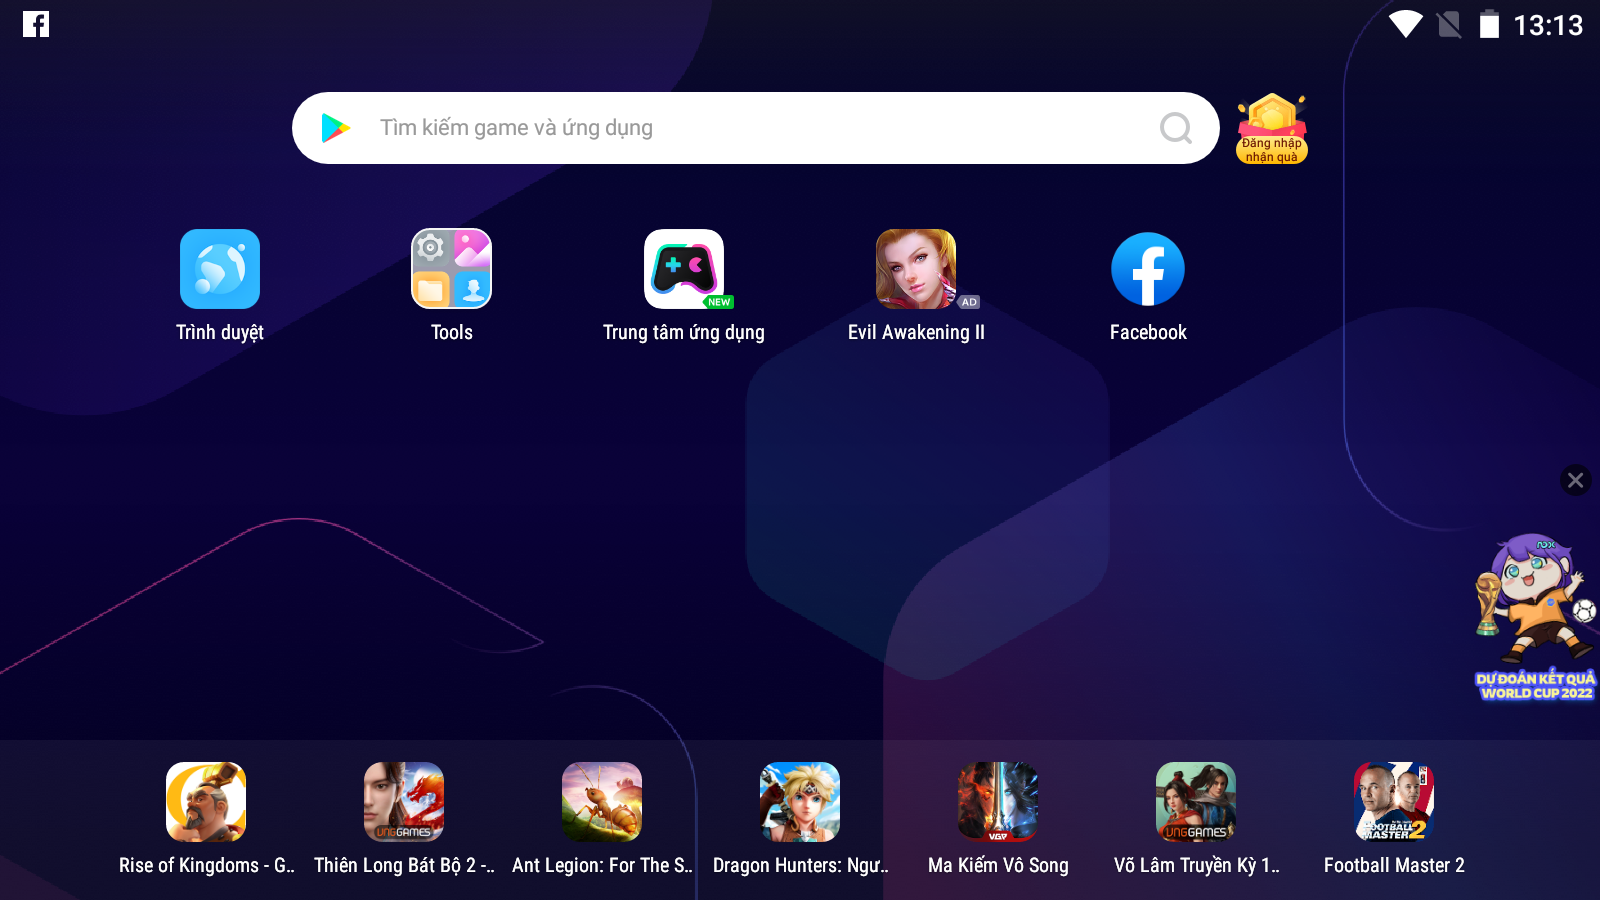 13:13
Tìm kiếm game và ứng dụng
Đăng nhập
nhận quà
NEW
AD
Trình duyệt
Tools
Trung tâm ứng dụng
Evil Awakening II
Facebook
NOX
DỰ ĐOÁN KẾT QUẢ
WORLD CUP 2022
VNGGAMES
VGP
VNGGAMES
FOOTBALL
MASTER 2
Rise of Kingdoms - G..
Thiên Long Bát Bộ 2 -..
Ant Legion: For The S..
Dragon Hunters: Ngư..
Ma Kiếm Vô Song
Võ Lâm Truyền Kỳ 1..
Football Master 2